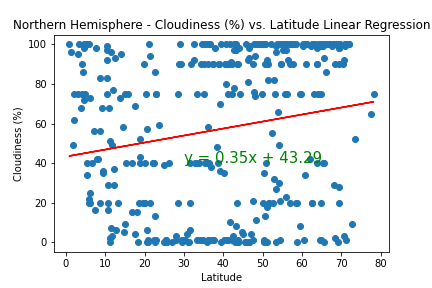 Northern Hemisphere - Cloudiness (%) vs. Latitude Linear Regression
100
80
60
40
20
0
Cloudiness (%)
y = 0.35x + 43.29
0 10 20 30 40 50 60 70 80
Latitude